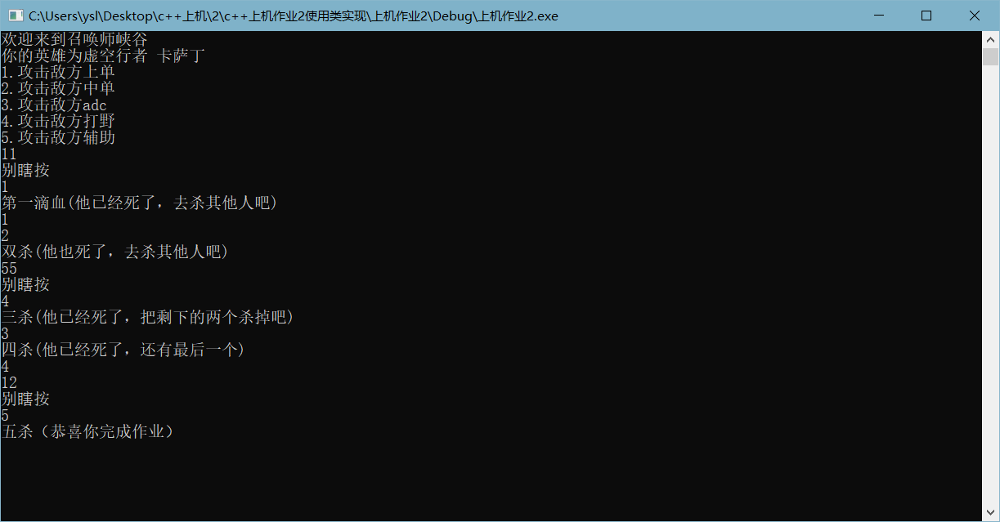 C:\Users\ysl\Desktop\c++上机\2\c++上机作业2使用类实现\上机作业2\Debug\上机作业2.exe
欢迎来到召唤师峡谷
你的英雄为虚空行者 卡萨丁
1.攻击敌方上单
2.攻击敌方中单
3.攻击敌方adc
4.攻击敌方打野
5.攻击敌方辅助
11
别瞎按
1
第一滴血(他已经死了，去杀其他人吧)
1
2
双杀(他也死了，去杀其他人吧)
55
别瞎按
4
三杀(他已经死了，把剩下的两个杀掉吧)
3
四杀(他已经死了，还有最后一个)
4
12
别瞎按
5
五杀（恭喜你完成作业）